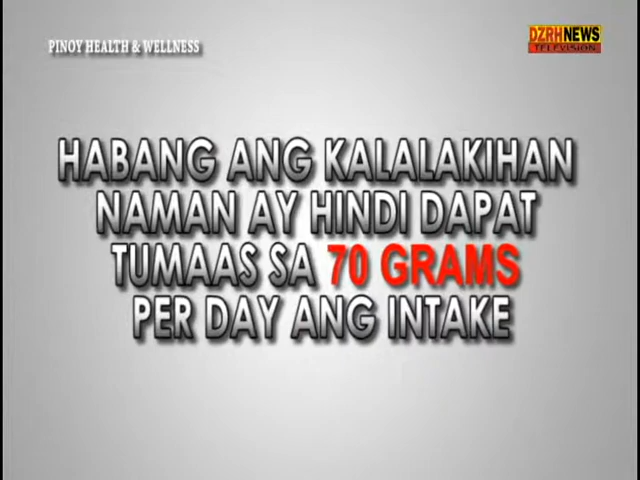 PINOY HEALTH & WELLNESS
DZRH NEWS
TELEVISION
HABANG ANG KALALAKIHAN
NAMAN AY HINDI DAPAT
TUMAAS SA 70 GRAMS
PER DAY ANG INTAKE